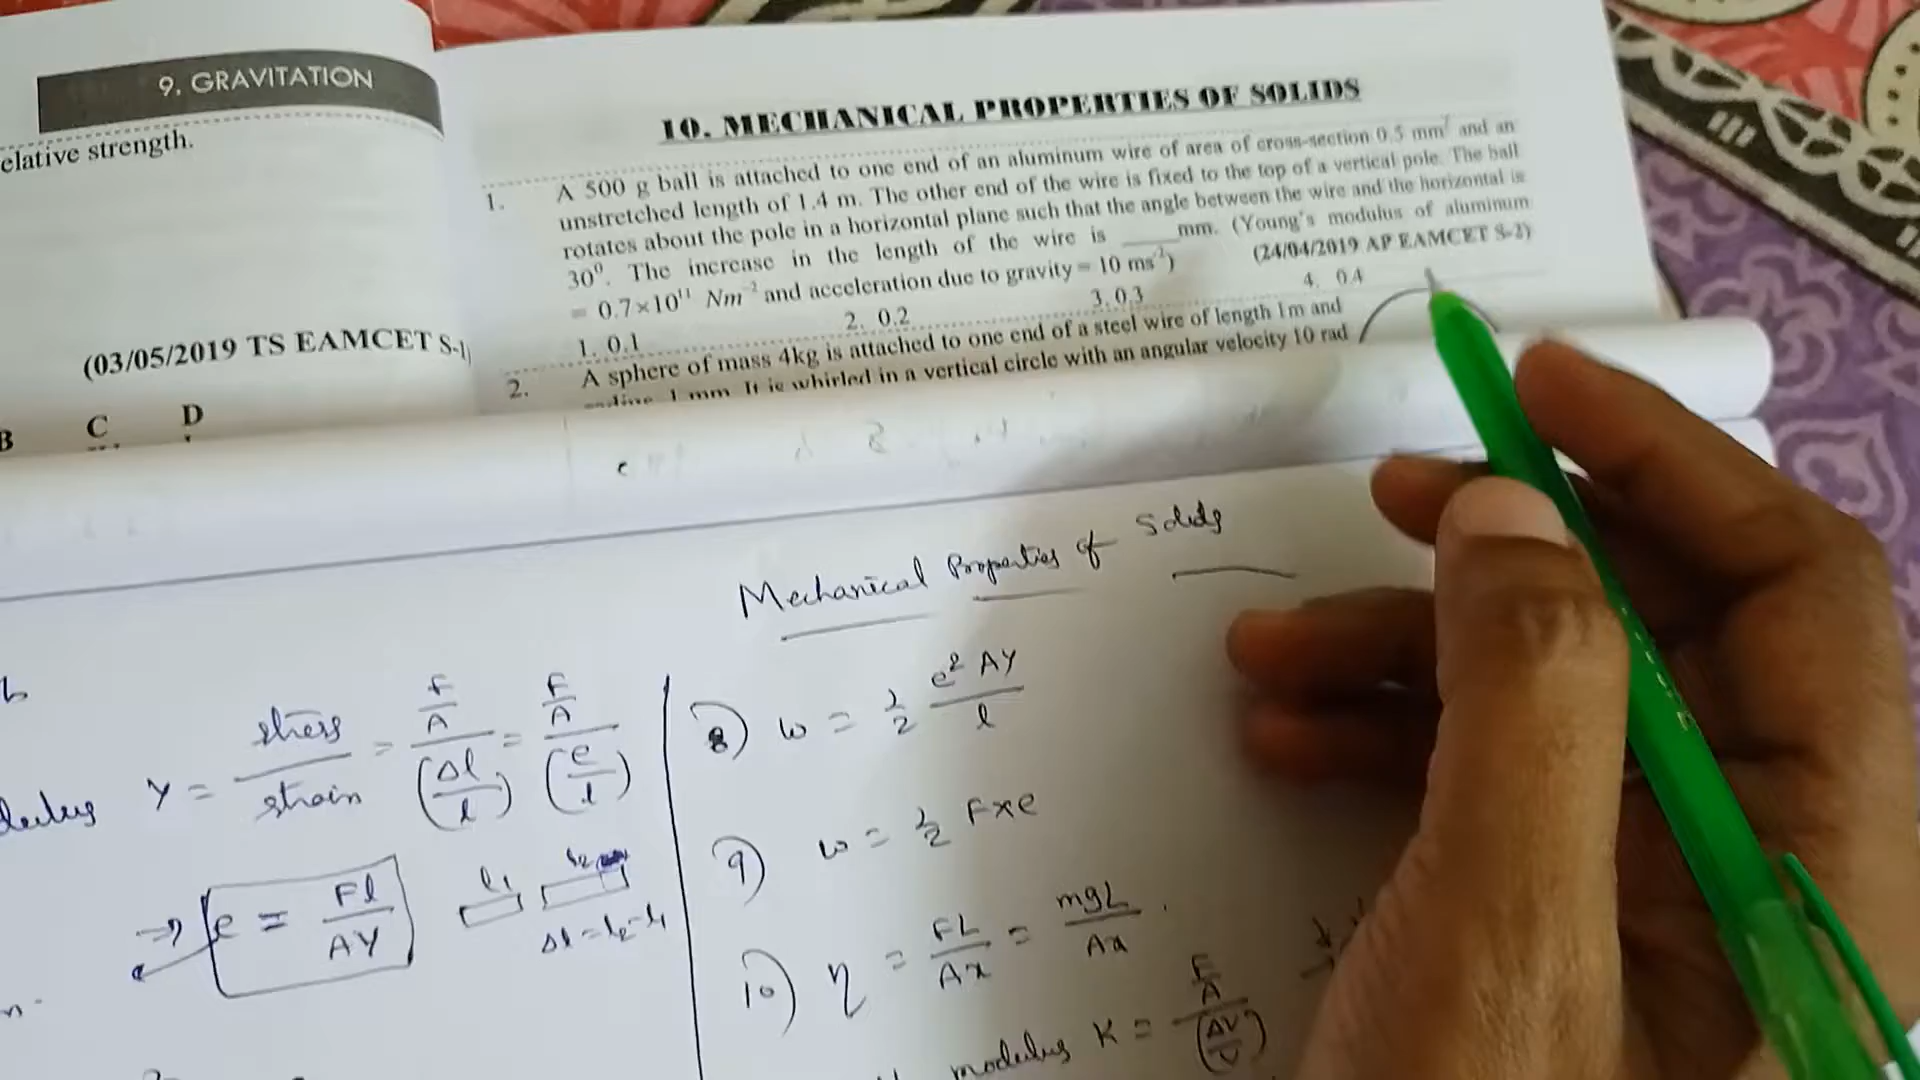 9. GRAVITATION
elative strength.
(03/05/2019 TS EAMCET S-1)
B C D
10. MECHANICAL PROPERTIES OF SOLIDS
1. A 500 g ball is attached to one end of an aluminum wire of area of cross-section 0.5 mm² and an
unstretched length of 1.4 m. The other end of the wire is fixed to the top of a vertical pole. The ball
rotates about the pole in a horizontal plane such that the angle between the wire and the horizontal is
30⁰. The increase in the length of the wire is ____mm. (Young's modulus of aluminum
= 0.7×10¹¹ Nm⁻² and acceleration due to gravity = 10 ms⁻²) (24/04/2019 AP EAMCET S-2)
1. 0.1 2. 0.2 3. 0.3 4. 0.4
2. A sphere of mass 4kg is attached to one end of a steel wire of length 1m and
radius 1 mm. It is whirled in a vertical circle with an angular velocity 10 rad
Mechanical Properties of Solids
Y = stress/strain = (F/A)/(Δl/l) = (F/A)/(e/l)
⇒ e = Fl/AY
l₁ l₂
Δl = l₂-l₁
8) W = 1/2 e² AY/l
9) W = 1/2 F×e
10) η = FL/Ax = mgL/Ax
modulus K = (F/A)/(ΔV/V)